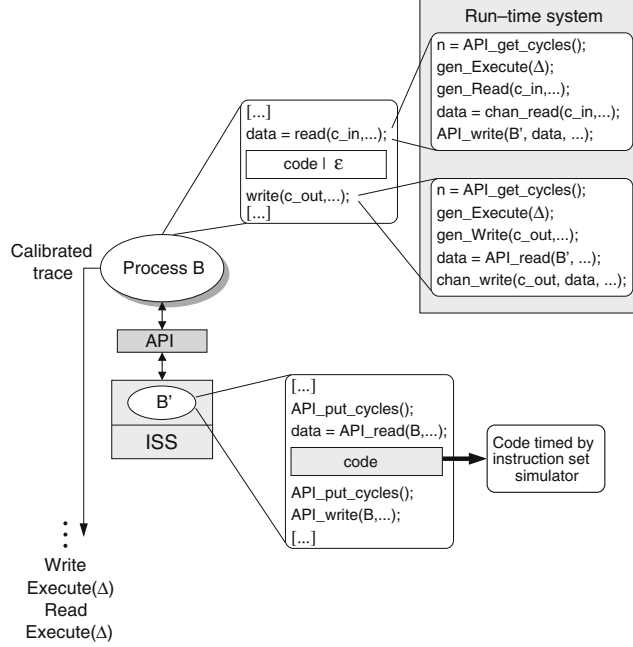 Run–time system
n = API_get_cycles();
gen_Execute(Δ);
gen_Read(c_in,...);
data = chan_read(c_in,...);
API_write(B', data, ...);
n = API_get_cycles();
gen_Execute(Δ);
gen_Write(c_out,...);
data = API_read(B', ...);
chan_write(c_out, data, ...);
[...]
data = read(c_in,...);
code | ε
write(c_out,...);
[...]
Calibrated
trace
Process B
API
B'
ISS
[...]
API_put_cycles();
data = API_read(B,...);
code
API_put_cycles();
API_write(B,...);
[...]
Code timed by
instruction set
simulator
Write
Execute(Δ)
Read
Execute(Δ)